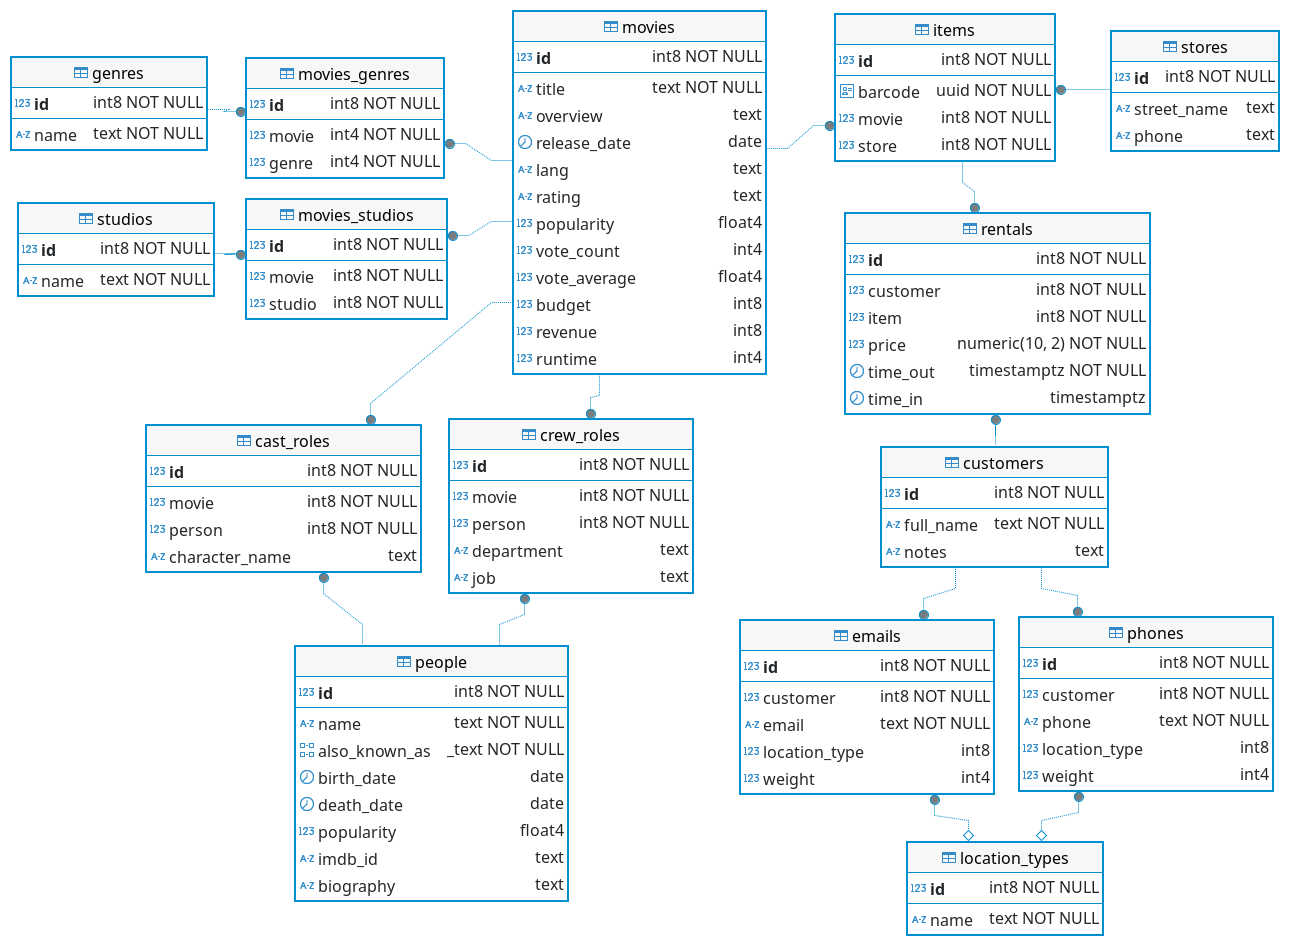 genres
123 id int8 NOT NULL
A-Z name text NOT NULL
movies_genres
123 id int8 NOT NULL
123 movie int4 NOT NULL
123 genre int4 NOT NULL
movies
123 id int8 NOT NULL
A-Z title text NOT NULL
A-Z overview text
release_date date
A-Z lang text
A-Z rating text
123 popularity float4
123 vote_count int4
123 vote_average float4
123 budget int8
123 revenue int8
123 runtime int4
items
123 id int8 NOT NULL
barcode uuid NOT NULL
123 movie int8 NOT NULL
123 store int8 NOT NULL
stores
123 id int8 NOT NULL
A-Z street_name text
A-Z phone text
studios
123 id int8 NOT NULL
A-Z name text NOT NULL
movies_studios
123 id int8 NOT NULL
123 movie int8 NOT NULL
123 studio int8 NOT NULL
rentals
123 id int8 NOT NULL
123 customer int8 NOT NULL
123 item int8 NOT NULL
123 price numeric(10, 2) NOT NULL
time_out timestamptz NOT NULL
time_in timestamptz
cast_roles
123 id int8 NOT NULL
123 movie int8 NOT NULL
123 person int8 NOT NULL
A-Z character_name text
crew_roles
123 id int8 NOT NULL
123 movie int8 NOT NULL
123 person int8 NOT NULL
A-Z department text
A-Z job text
customers
123 id int8 NOT NULL
A-Z full_name text NOT NULL
A-Z notes text
people
123 id int8 NOT NULL
A-Z name text NOT NULL
also_known_as _text NOT NULL
birth_date date
death_date date
123 popularity float4
A-Z imdb_id text
A-Z biography text
emails
123 id int8 NOT NULL
123 customer int8 NOT NULL
A-Z email text NOT NULL
123 location_type int8
123 weight int4
phones
123 id int8 NOT NULL
123 customer int8 NOT NULL
A-Z phone text NOT NULL
123 location_type int8
123 weight int4
location_types
123 id int8 NOT NULL
A-Z name text NOT NULL